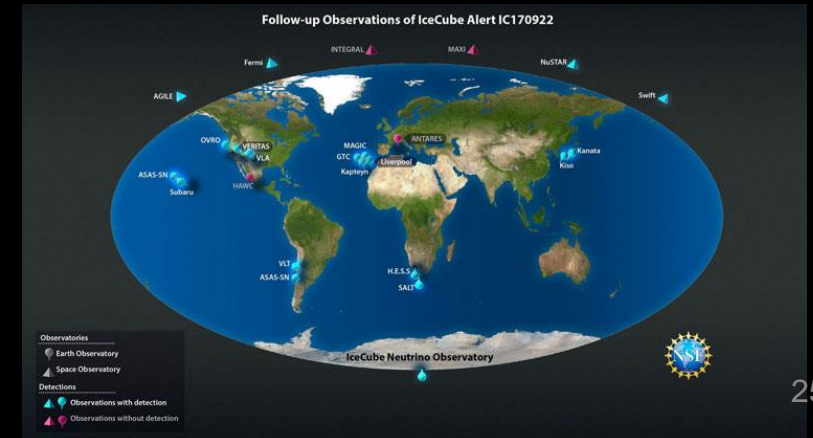 Follow-up Observations of IceCube Alert IC170922
INTEGRAL
MAXI
Fermi
NuSTAR
AGILE
Swift
OVRO
VERITAS
VLA
MAGIC
ANTARES
GTC
Liverpool
Kapteyn
Kanata
Kiso
ASAS-SN
Subaru
HAWC
VLT
ASAS-SN
H.E.S.S
SALT
IceCube Neutrino Observatory
NSF
Observatories
Earth Observatory
Space Observatory
Detections
Observations with detection
Observations without detection
25